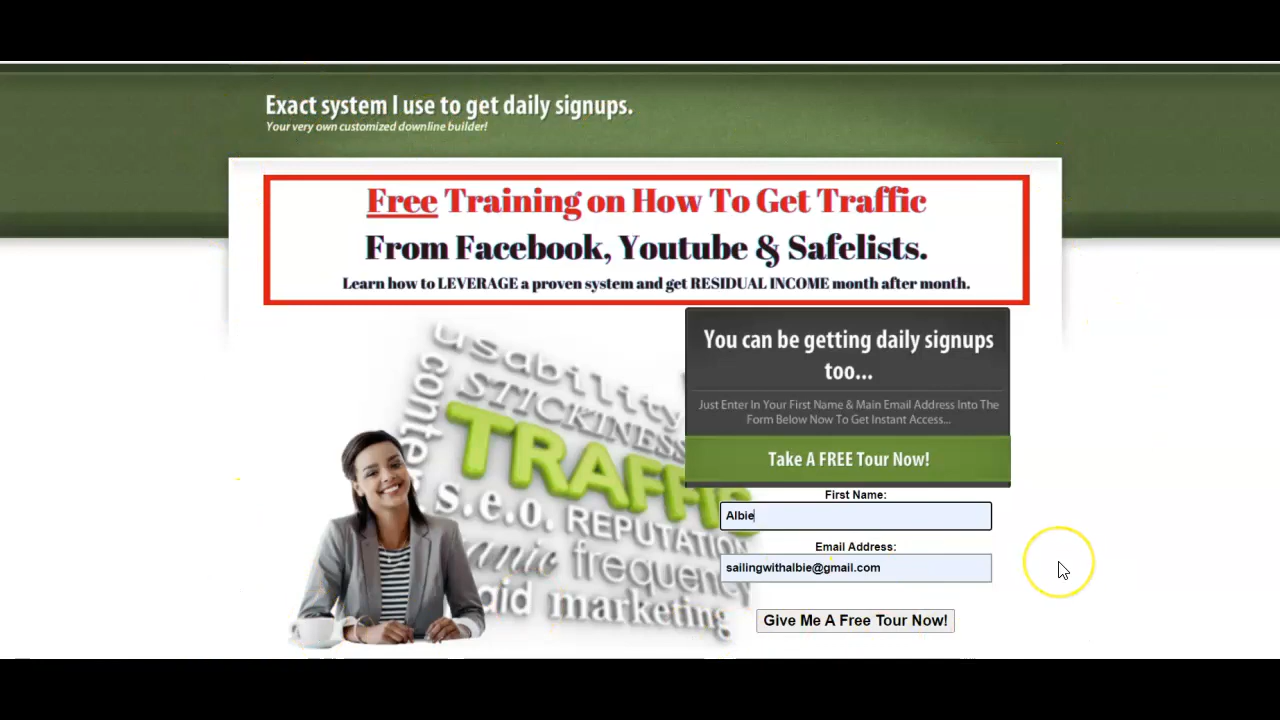 Exact system I use to get daily signups.
Your very own customized downline builder!
Free Training on How To Get Traffic
From Facebook, Youtube & Safelists.
Learn how to LEVERAGE a proven system and get RESIDUAL INCOME month after month.
You can be getting daily signups
too...
Just Enter In Your First Name & Main Email Address Into The
Form Below Now To Get Instant Access...
Take A FREE Tour Now!
First Name:
Albie
Email Address:
sailingwithalbie@gmail.com
Give Me A Free Tour Now!
usability
STICKINESS
TRAFFIC
s.e.o. REPUTATION
frequency
marketing